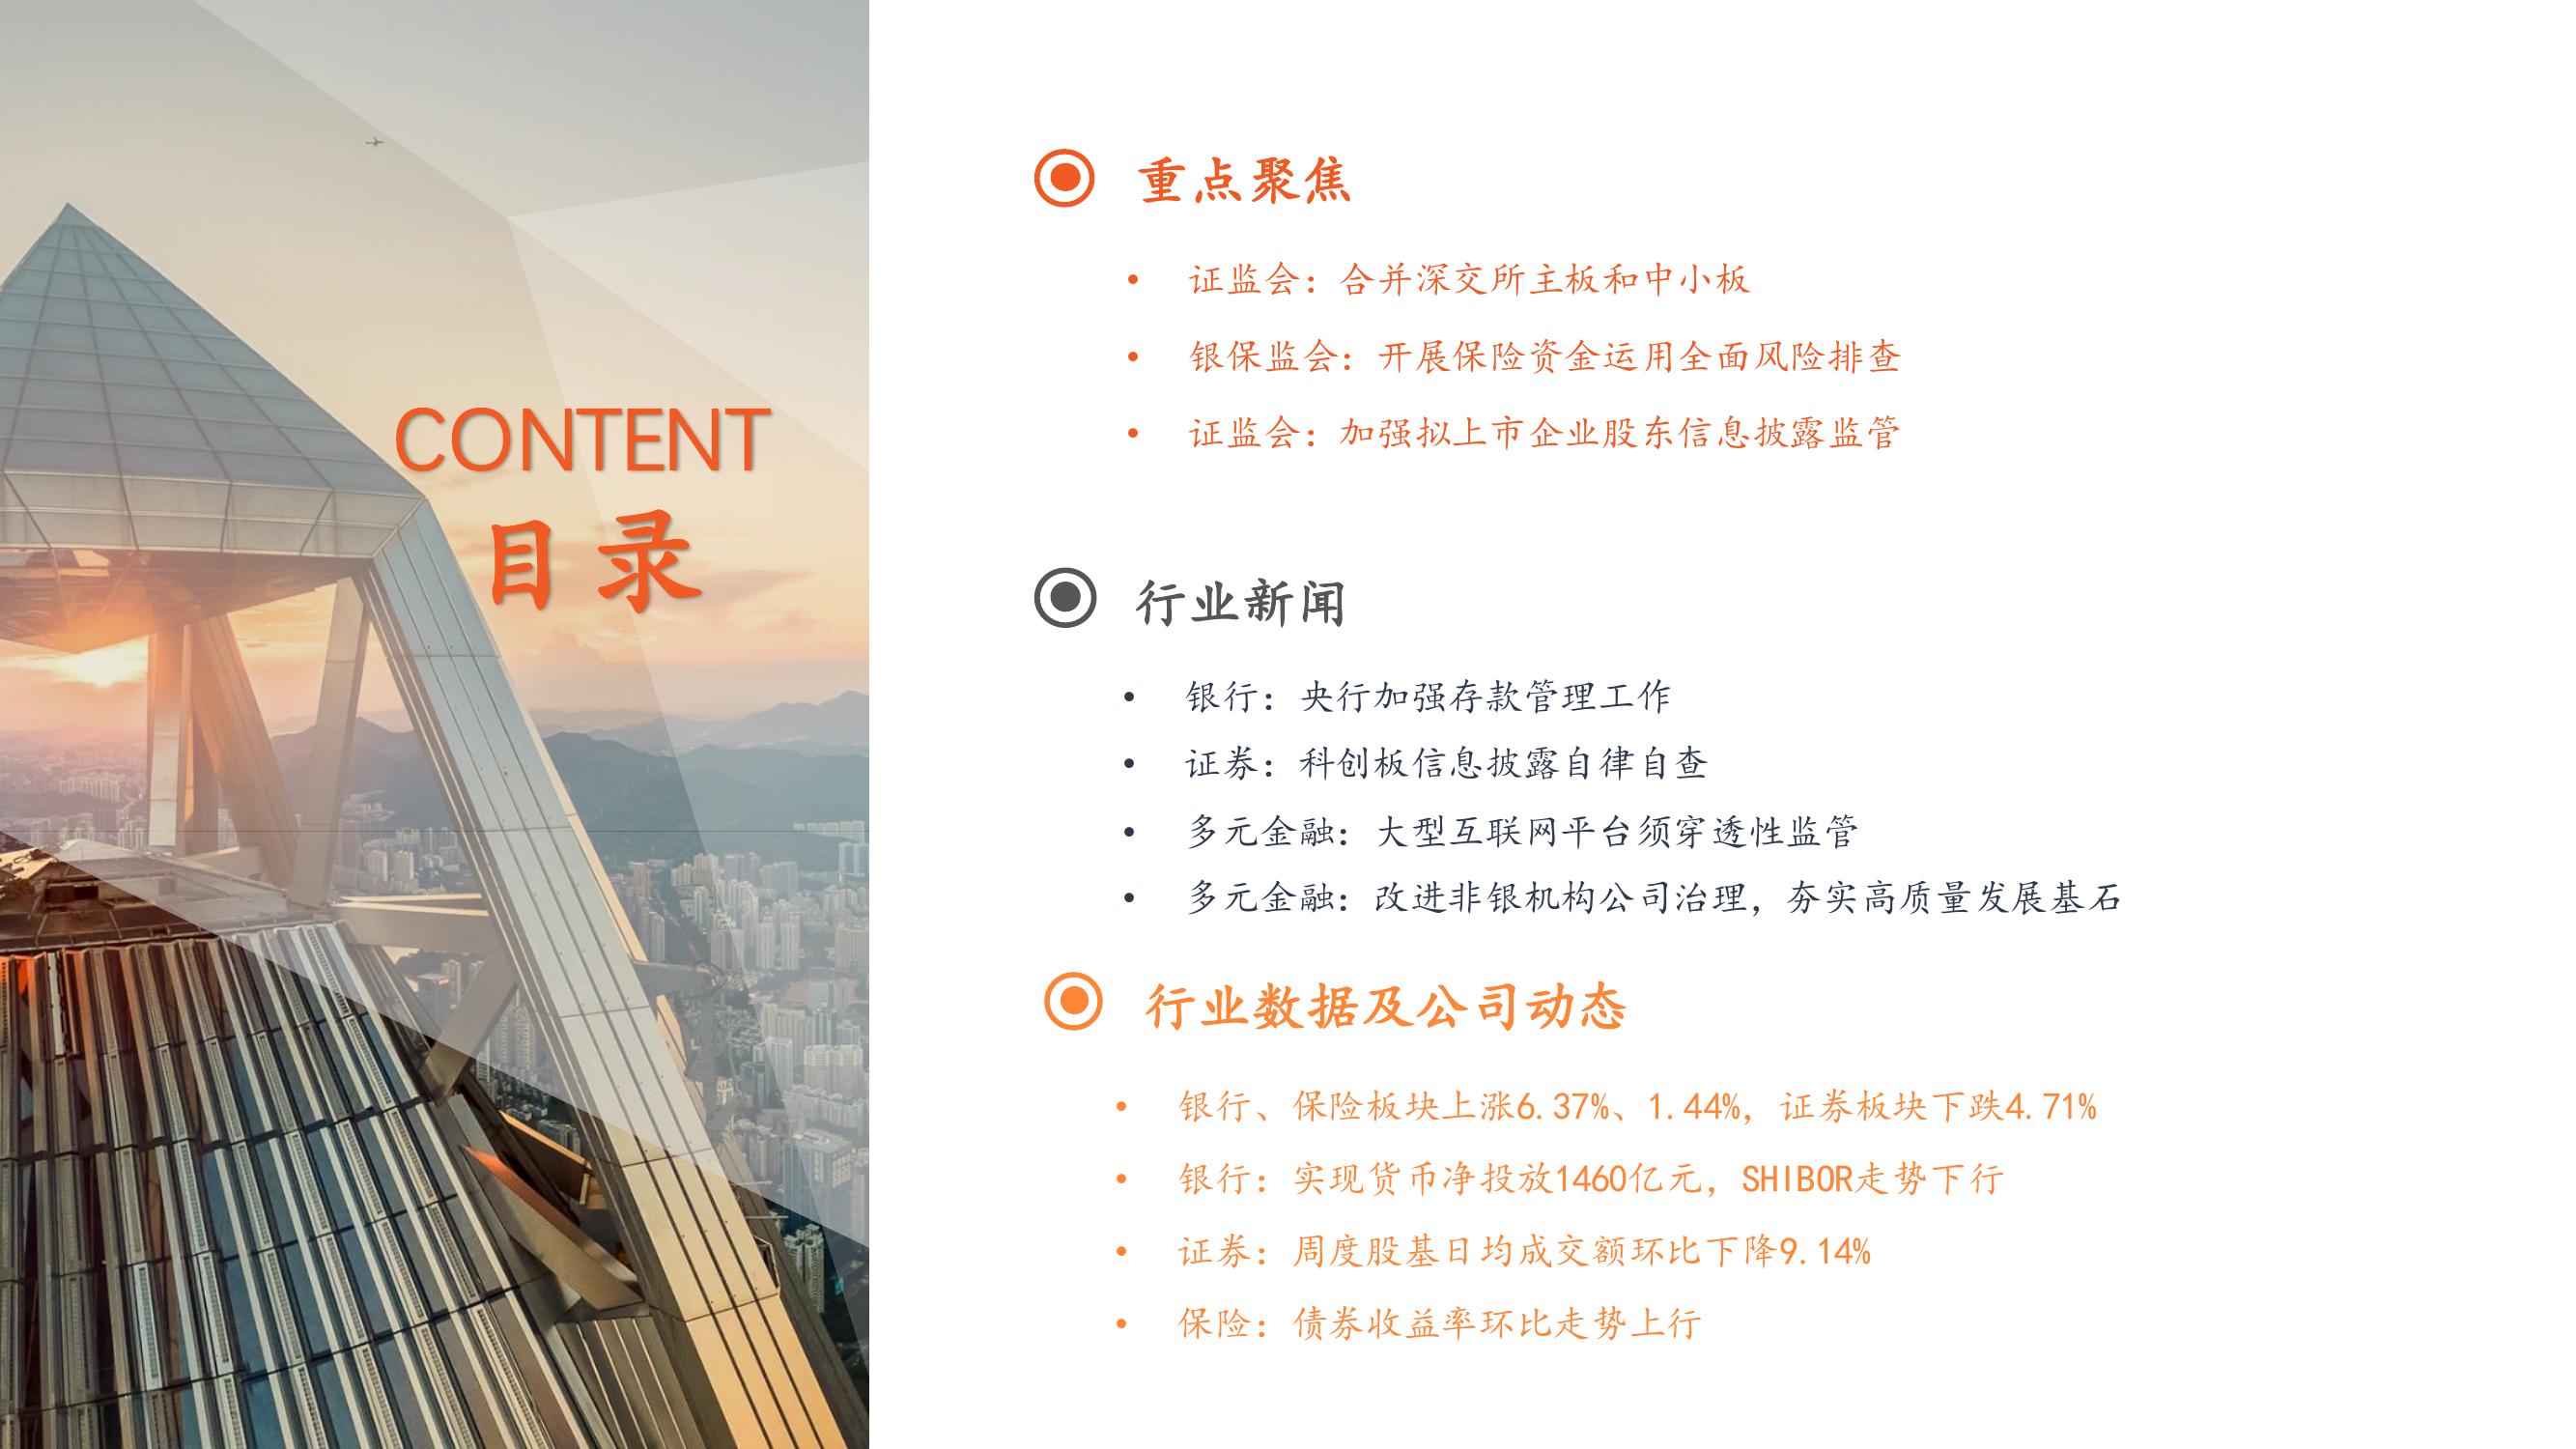 CONTENT
目录
重点聚焦
• 证监会：合并深交所主板和中小板
• 银保监会：开展保险资金运用全面风险排查
• 证监会：加强拟上市企业股东信息披露监管
行业新闻
• 银行：央行加强存款管理工作
• 证券：科创板信息披露自律自查
• 多元金融：大型互联网平台须穿透性监管
• 多元金融：改进非银机构公司治理，夯实高质量发展基石
行业数据及公司动态
• 银行、保险板块上涨6.37%、1.44%，证券板块下跌4.71%
• 银行：实现货币净投放1460亿元，SHIBOR走势下行
• 证券：周度股基日均成交额环比下降9.14%
• 保险：债券收益率环比走势上行